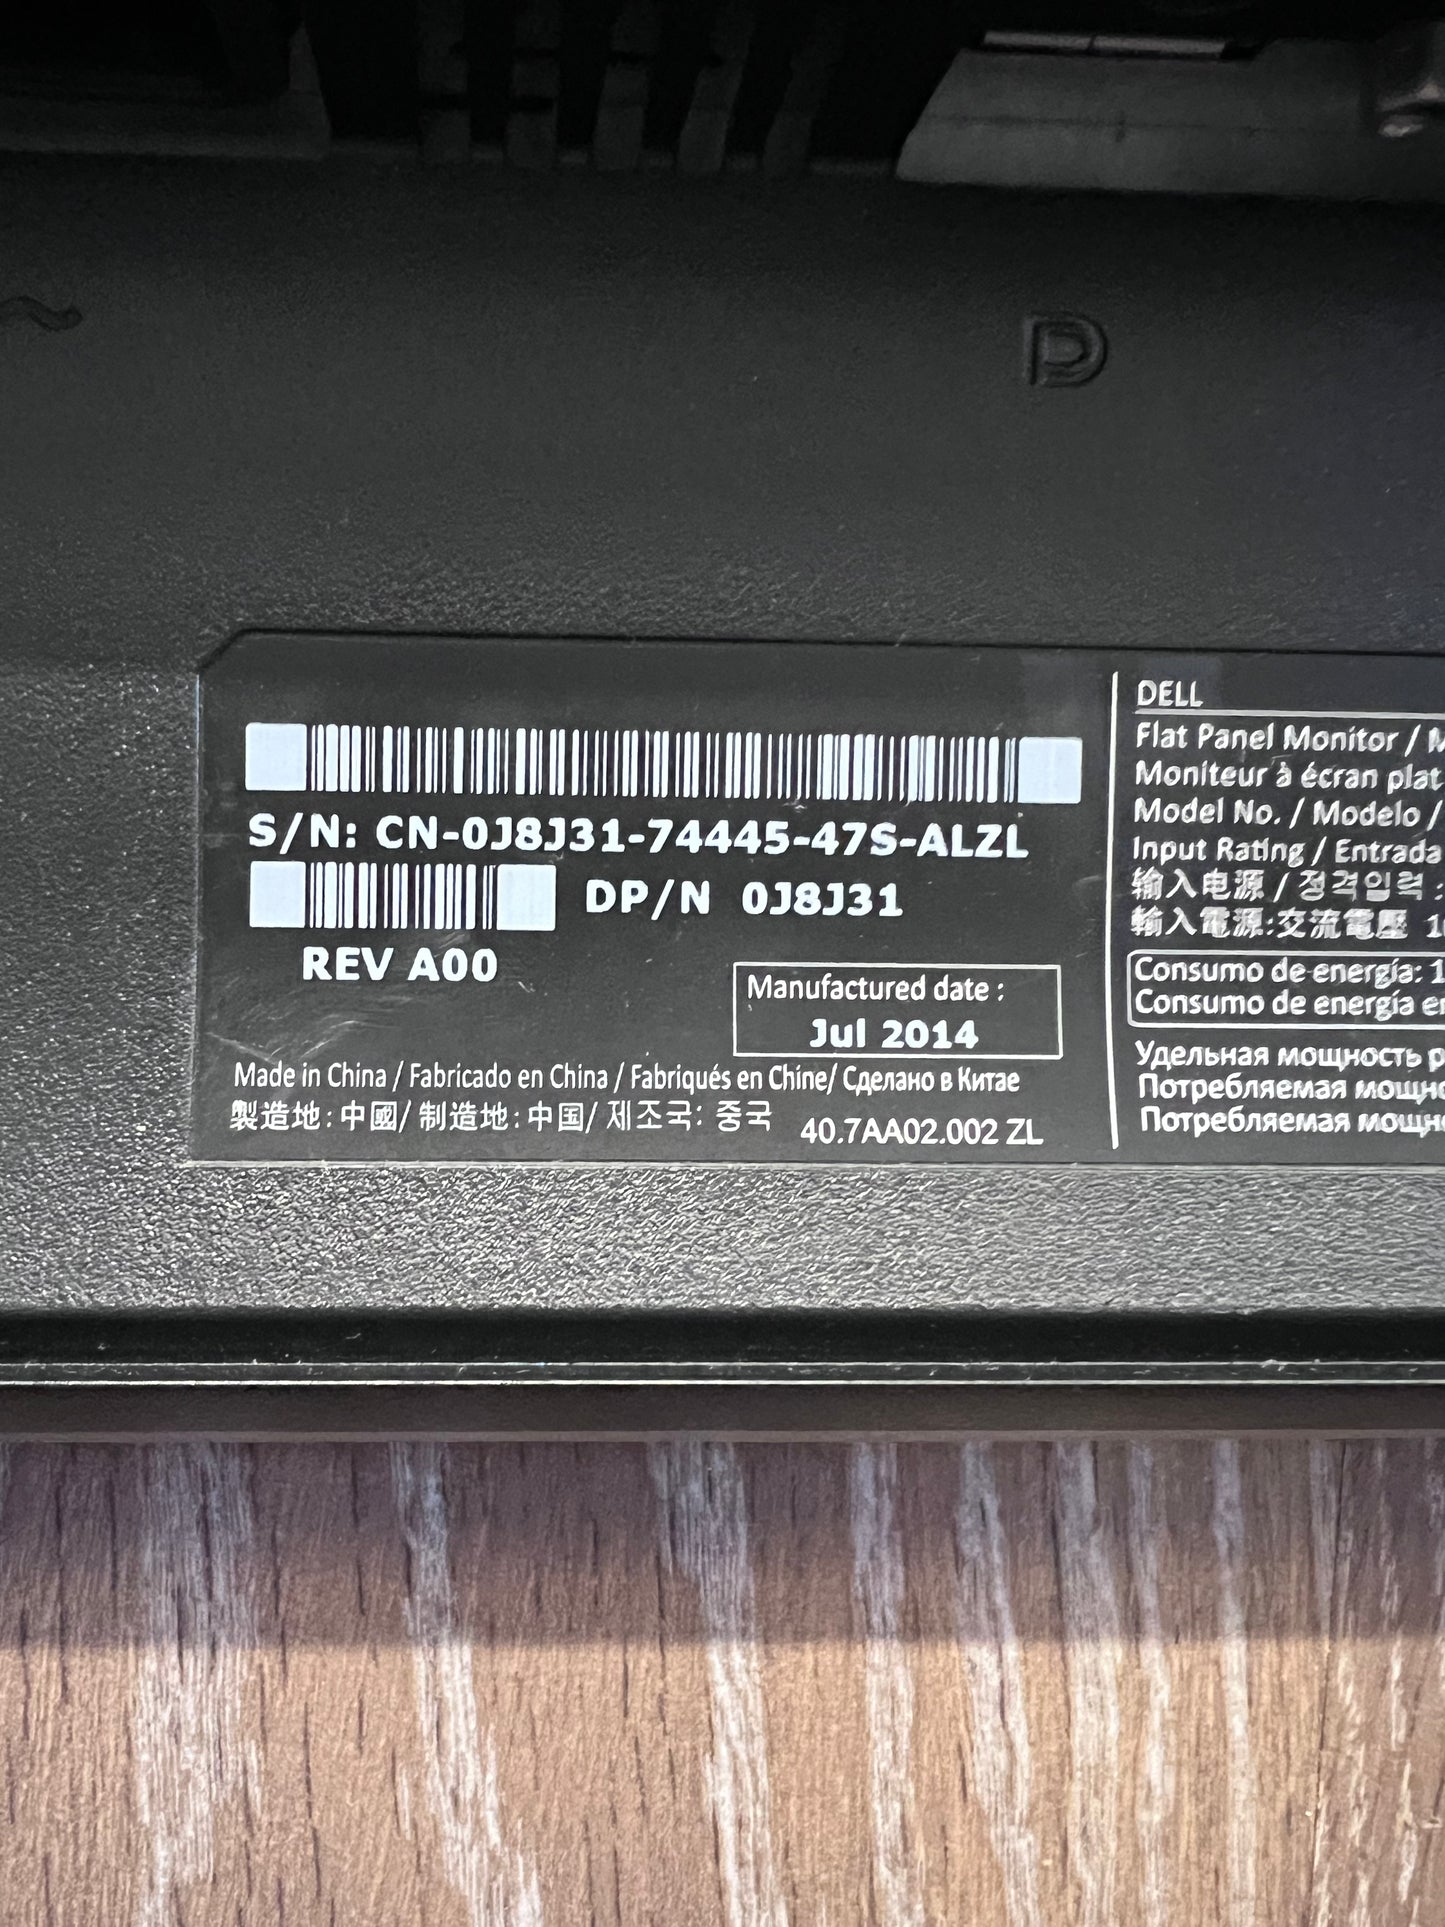 S/N: CN-0J8J31-74445-47S-ALZL
DP/N 0J8J31
REV A00
Manufactured date :
Jul 2014
Made in China / Fabricado en China / Fabriqués en Chine/ Сделано в Китае
製造地: 中國/ 制造地: 中国/ 제조국: 중국
40.7AA02.002 ZL
DELL
Flat Panel Monitor /
Moniteur à écran plat
Model No. / Modelo /
Input Rating / Entrada
输入电源 / 정격입력 :
輸入電源:交流電壓
Consumo de energía:
Consumo de energía
Удельная мощность
Потребляемая
Потребляемая